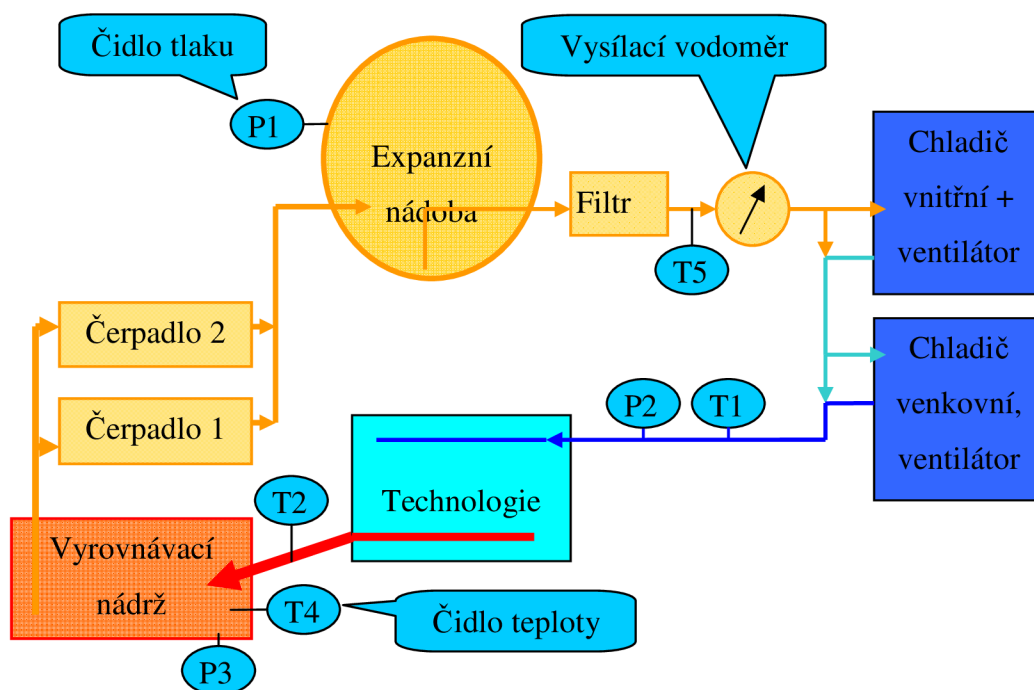 Čidlo tlaku
Vysílací vodoměr
P1
Expanzní
nádoba
Filtr
T5
Chladič
vnitřní +
ventilátor
Čerpadlo 2
Čerpadlo 1
P2
T1
Chladič
venkovní,
ventilátor
Technologie
T2
Vyrovnávací
nádrž
T4
Čidlo teploty
P3